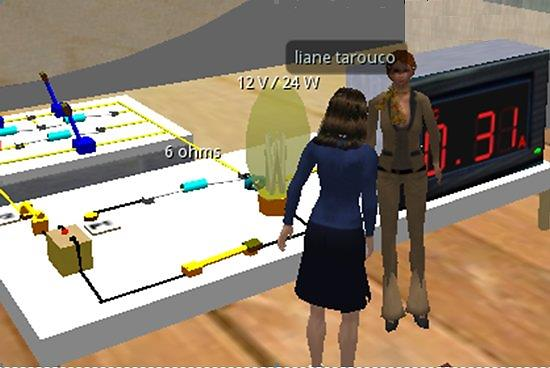 liane tarouco
12 V / 24 W
6 ohms
0.31
A